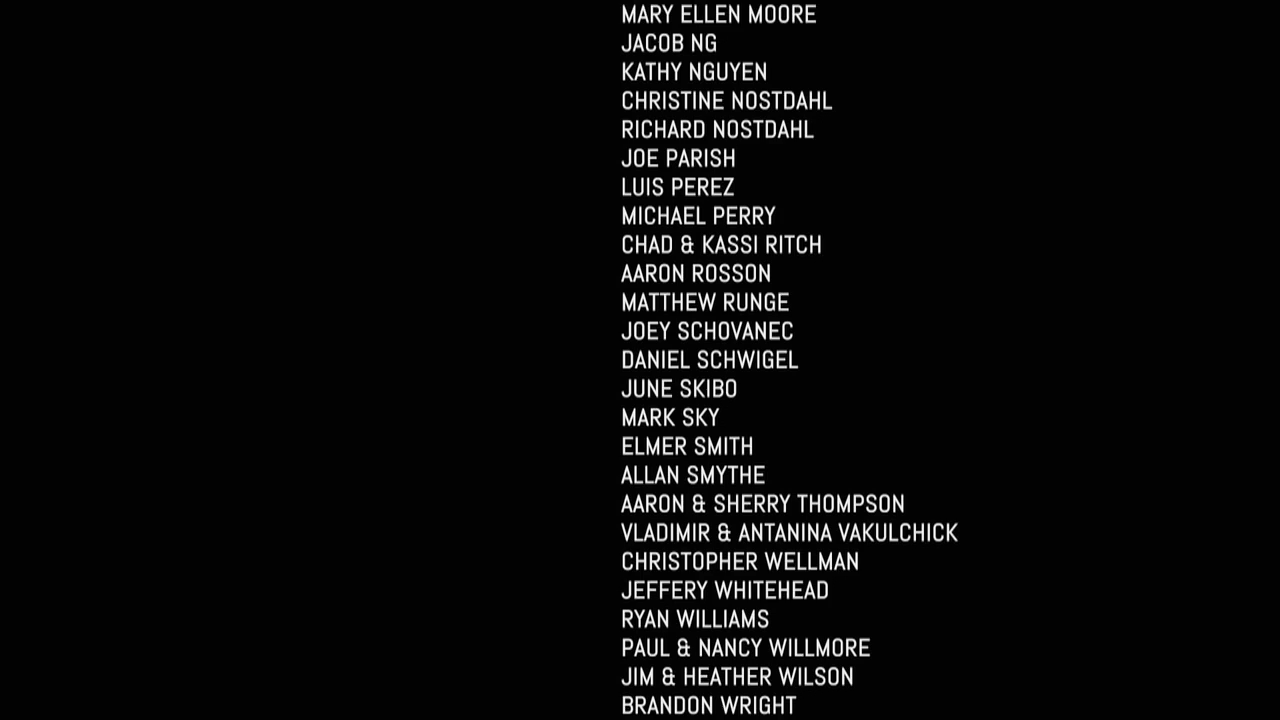 MARY ELLEN MOORE
JACOB NG
KATHY NGUYEN
CHRISTINE NOSTDAHL
RICHARD NOSTDAHL
JOE PARISH
LUIS PEREZ
MICHAEL PERRY
CHAD & KASSI RITCH
AARON ROSSON
MATTHEW RUNGE
JOEY SCHOVANEC
DANIEL SCHWIGEL
JUNE SKIBO
MARK SKY
ELMER SMITH
ALLAN SMYTHE
AARON & SHERRY THOMPSON
VLADIMIR & ANTANINA VAKULCHICK
CHRISTOPHER WELLMAN
JEFFERY WHITEHEAD
RYAN WILLIAMS
PAUL & NANCY WILLMORE
JIM & HEATHER WILSON
BRANDON WRIGHT